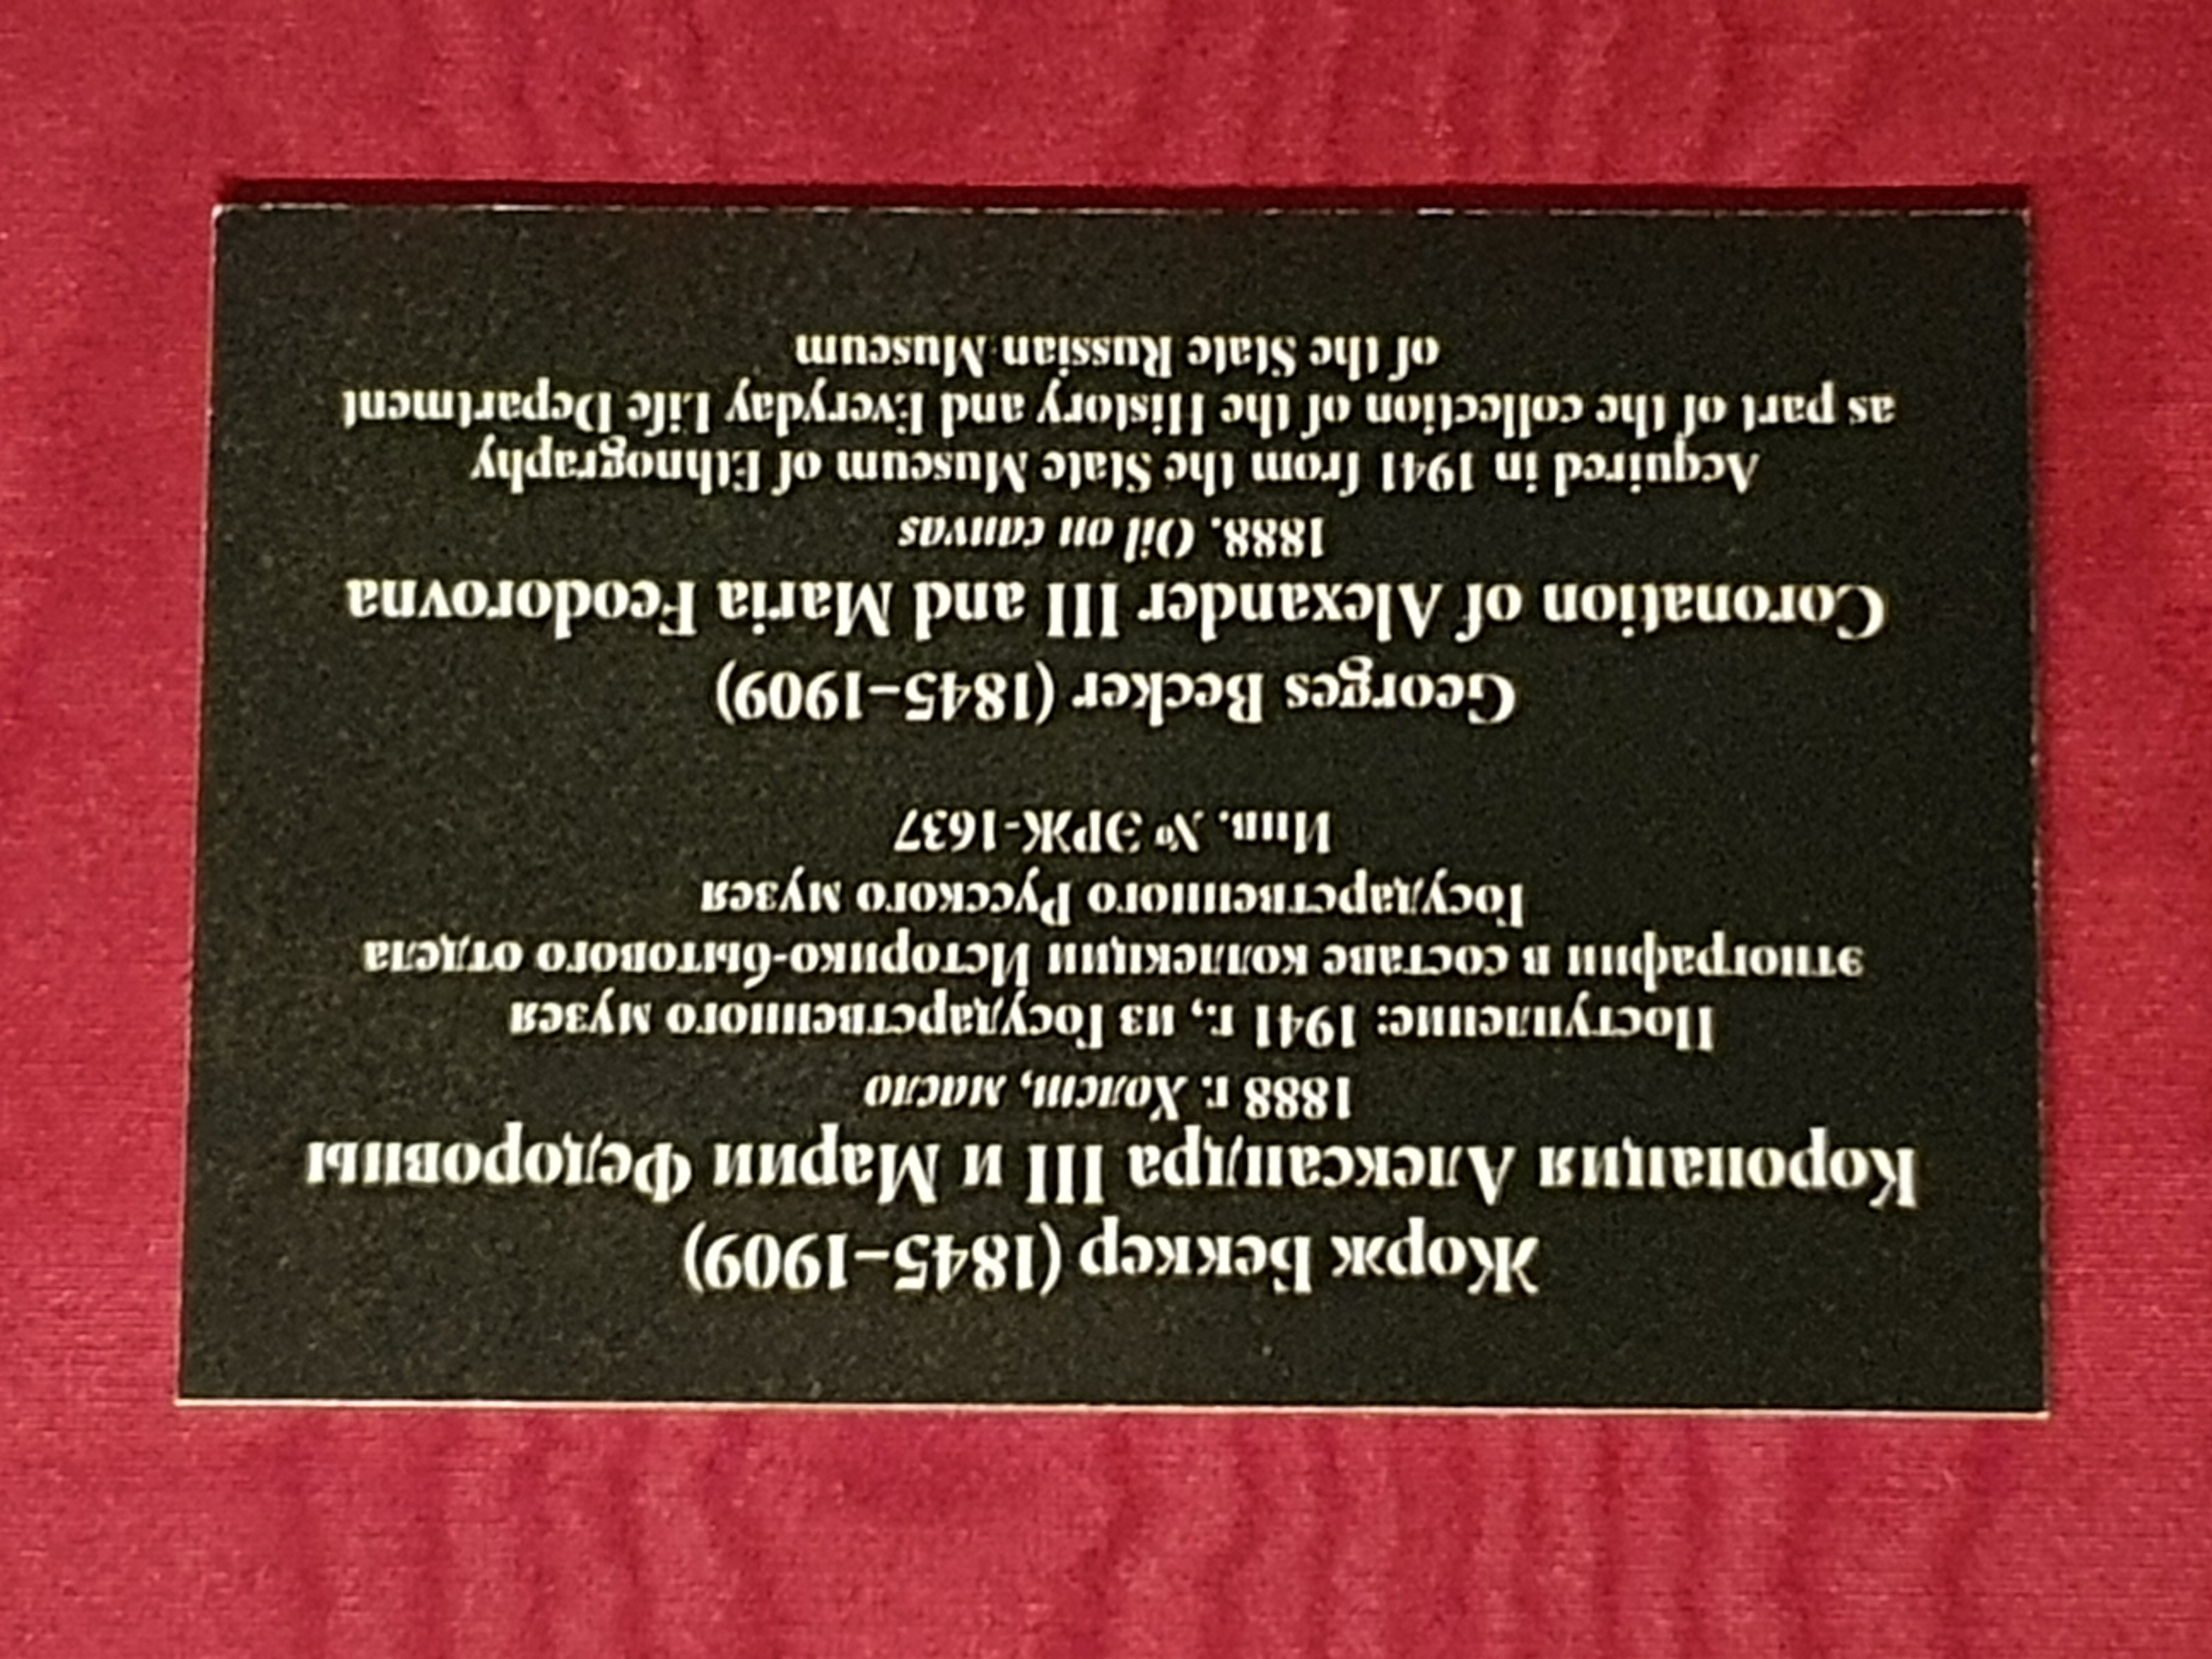 Жорж Беккер (1845–1909)
Коронация Александра III и Марии Федоровны
1888 г. Холст, масло
Поступление: 1941 г., из Государственного музея
этнографии в составе коллекции Историко-бытового отдела
Государственного Русского музея
Инв. № ЭРЖ-1637
Georges Becker (1845–1909)
Coronation of Alexander III and Maria Feodorovna
1888. Oil on canvas
Acquired in 1941 from the State Museum of Ethnography
as part of the collection of the History and Everyday Life Department
of the State Russian Museum